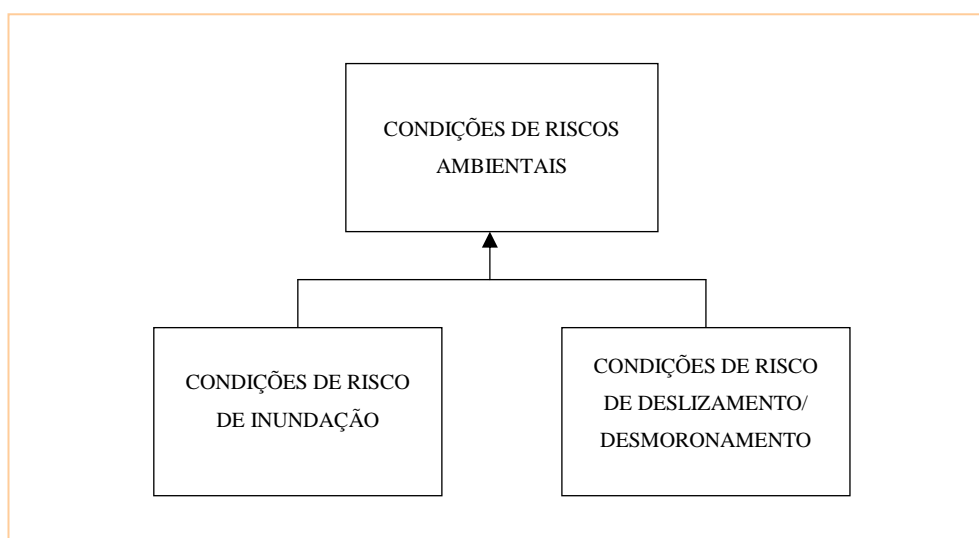 CONDIÇÕES DE RISCOS
AMBIENTAIS
CONDIÇÕES DE RISCO
DE INUNDAÇÃO
CONDIÇÕES DE RISCO
DE DESLIZAMENTO/
DESMORONAMENTO